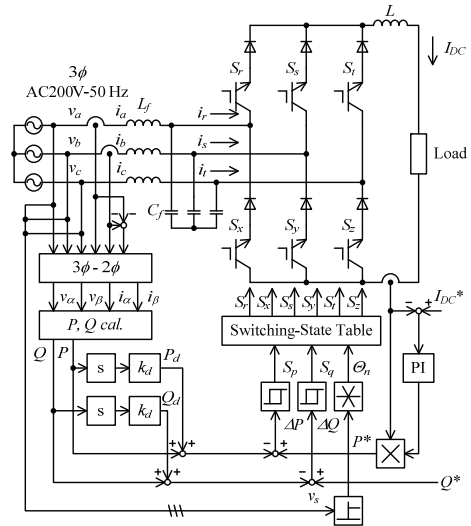 L
I_DC
3ϕ
AC200V-50 Hz
S_r S_s S_t
L_f
v_a i_a i_r
v_b i_b i_s
v_c i_c i_t
Load
C_f
S_x S_y S_z
3ϕ - 2ϕ
v_α v_β i_α i_β
S_r S_x S_s S_y S_t S_z
I_DC*
P, Q cal.
Switching-State Table
Q P
P_d
s k_d
S_p S_q Θ_n
PI
Q_d
s k_d
ΔP ΔQ
P*
Q*
v_s